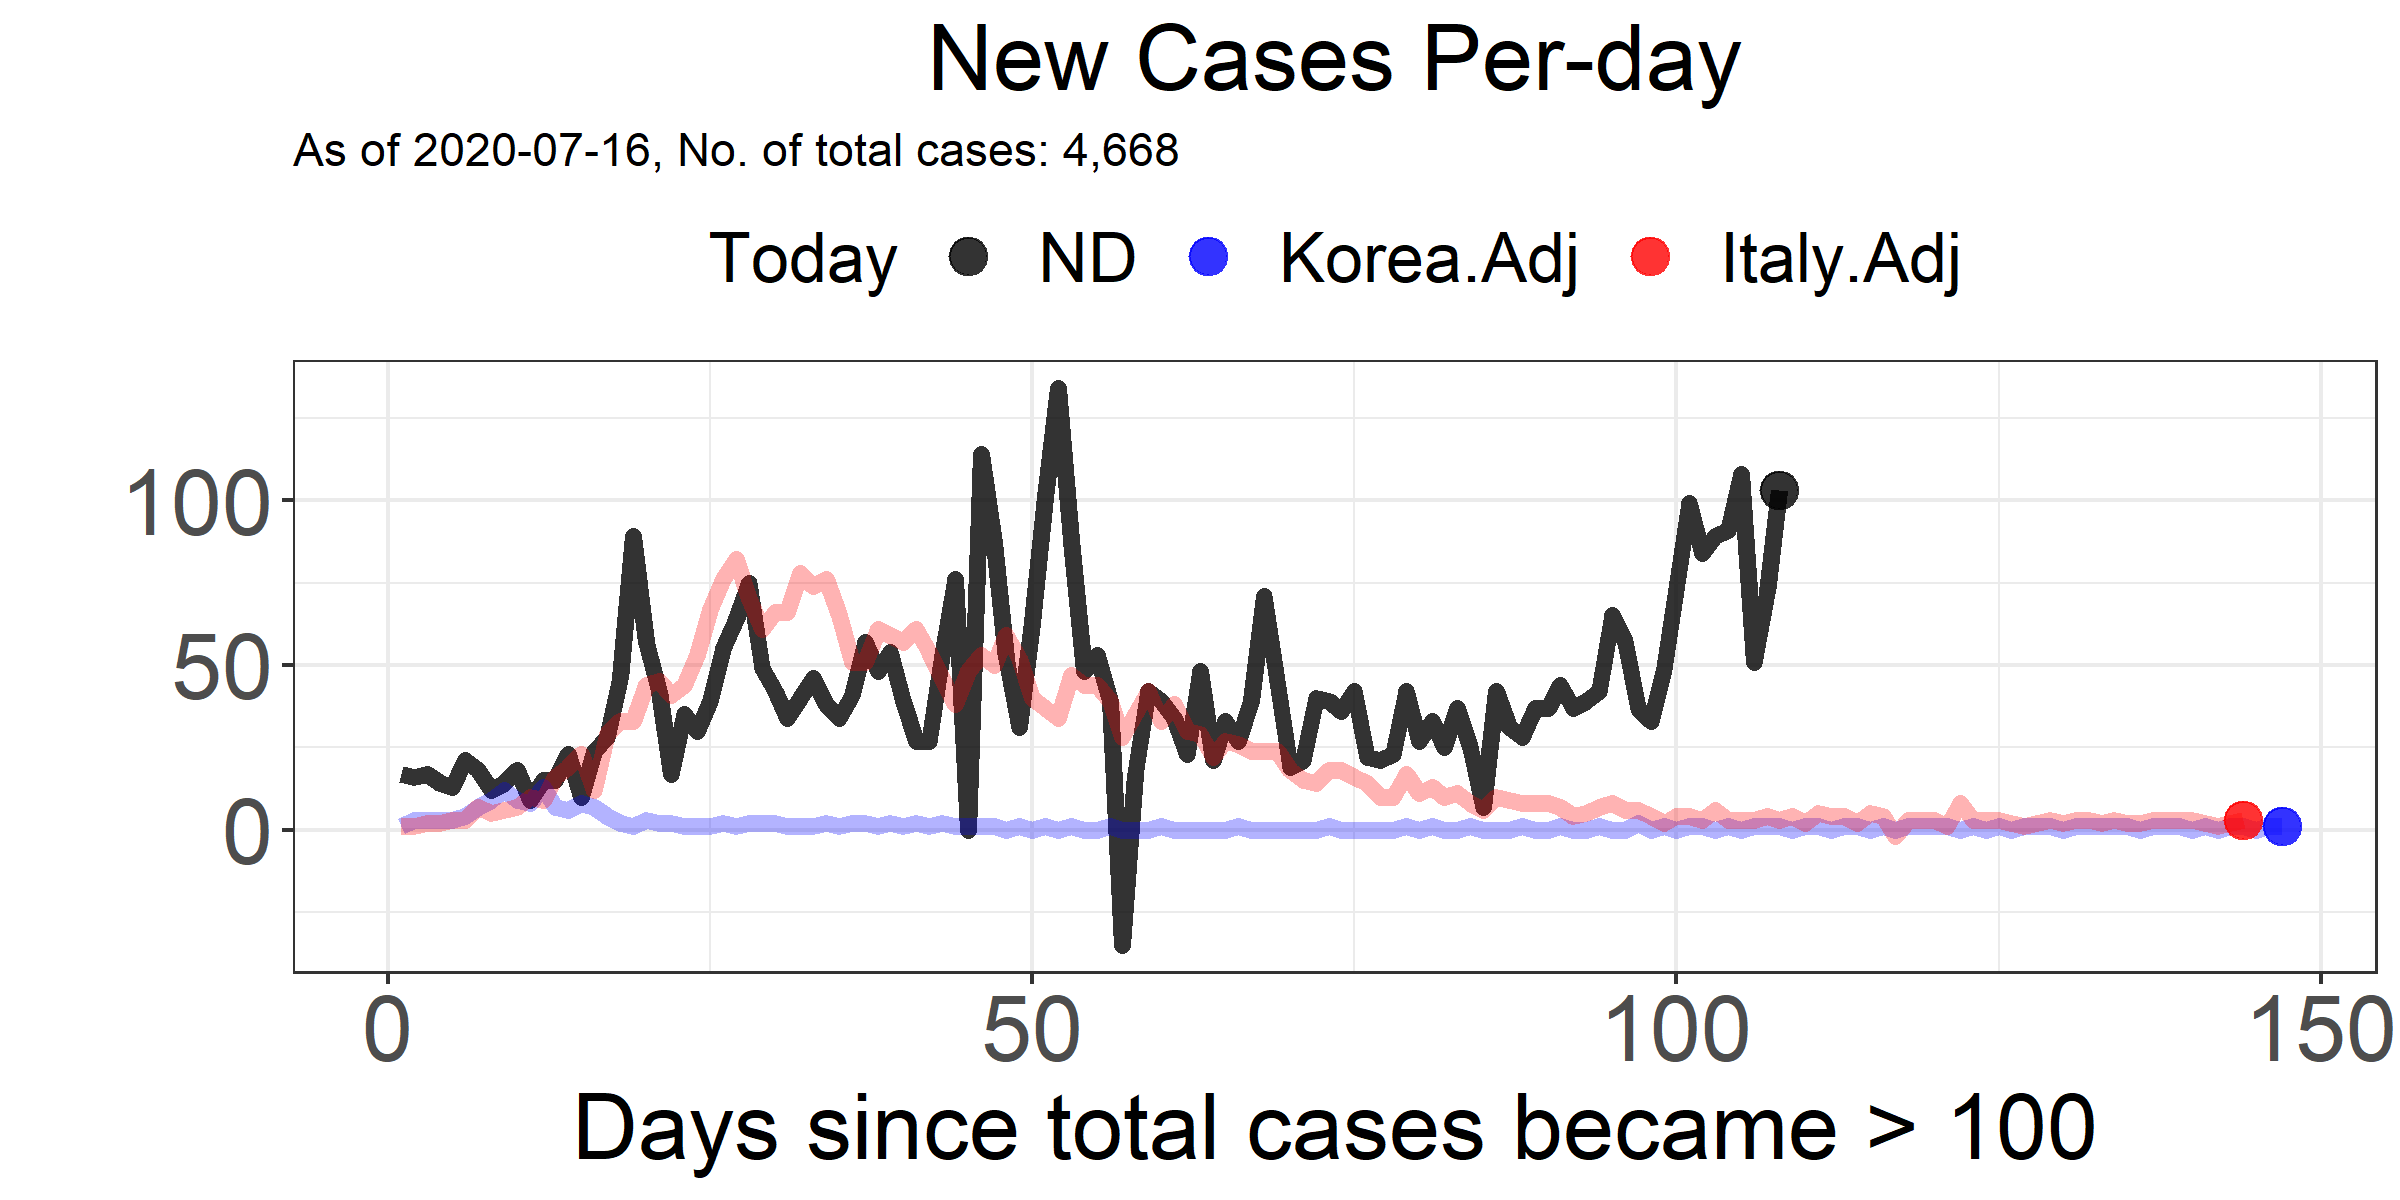 New Cases Per-day
As of 2020-07-16, No. of total cases: 4,668
Today ND Korea.Adj Italy.Adj
100
50
0
0 50 100 150
Days since total cases became > 100